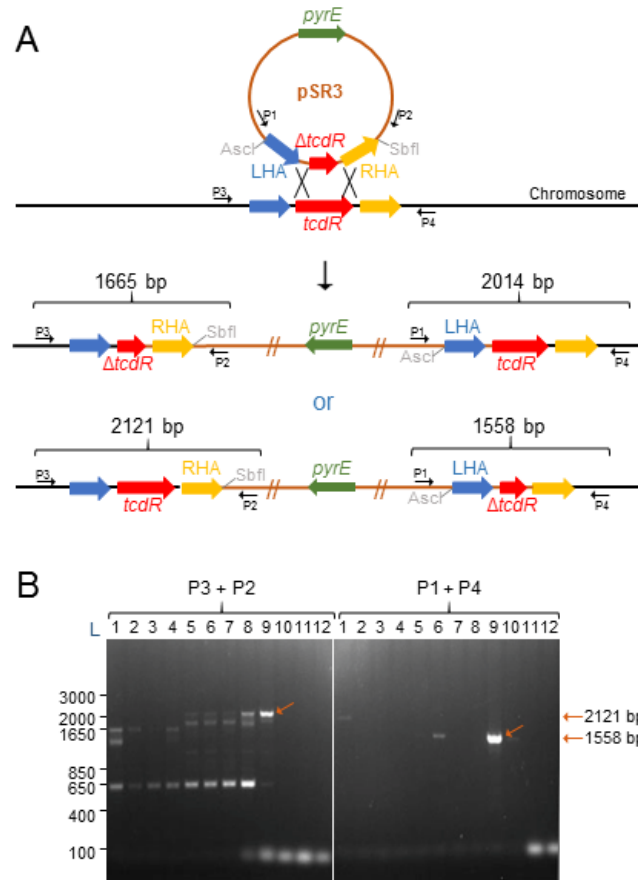 A
pyrE
pSR3
P1
P2
AscI
ΔtcdR
SbfI
LHA
RHA
P3
Chromosome
tcdR
P4
1665 bp
2014 bp
P3
RHA
SbfI
pyrE
P1
LHA
ΔtcdR
P2
AscI
tcdR
P4
or
2121 bp
1558 bp
P3
RHA
SbfI
pyrE
P1
LHA
tcdR
P2
AscI
ΔtcdR
P4
B
P3 + P2
P1 + P4
L 1 2 3 4 5 6 7 8 9 10 11 12
1 2 3 4 5 6 7 8 9 10 11 12
3000
2000
1650
850
650
400
100
2121 bp
1558 bp